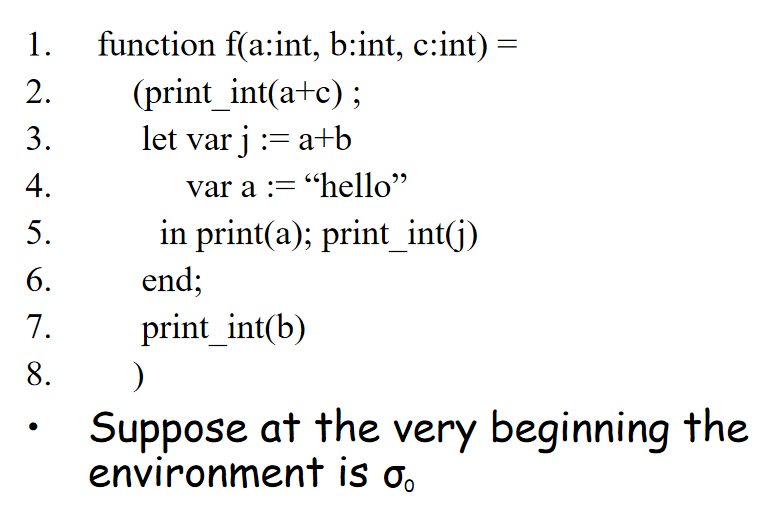 1. function f(a:int, b:int, c:int) =
2. (print_int(a+c) ;
3. let var j := a+b
4. var a := “hello”
5. in print(a); print_int(j)
6. end;
7. print_int(b)
8. )
• Suppose at the very beginning the
environment is σ₀